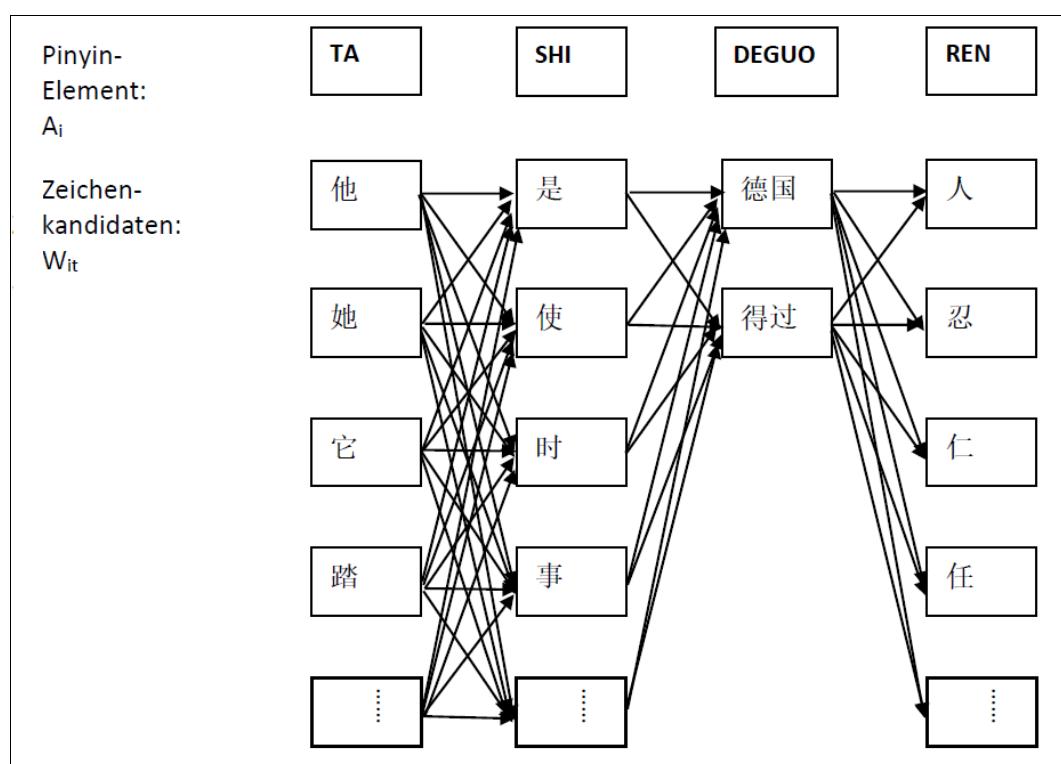 Pinyin-
Element:
Ai
TA
SHI
DEGUO
REN
Zeichen-
kandidaten:
Wit
他
是
德国
人
她
使
得过
忍
它
时
仁
踏
事
任
⋮
⋮
⋮